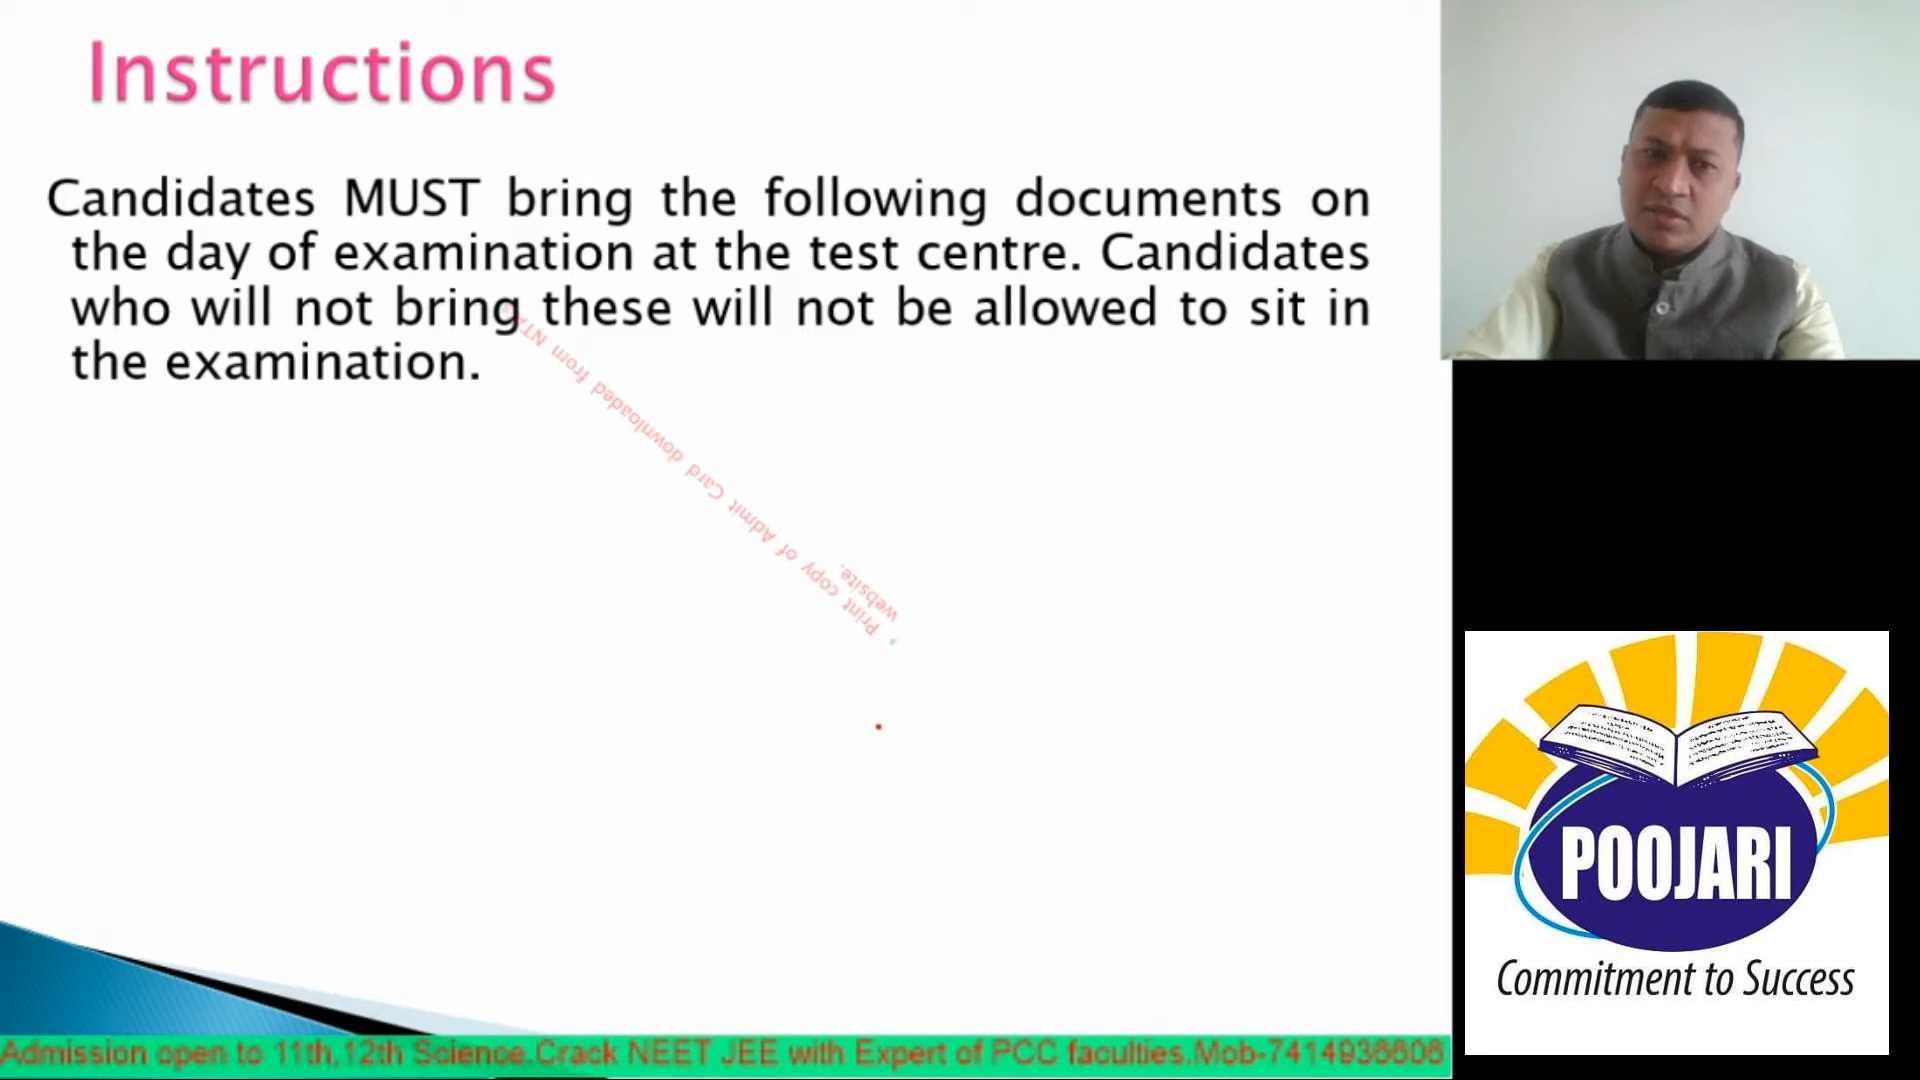 Instructions
Candidates MUST bring the following documents on
the day of examination at the test centre. Candidates
who will not bring these will not be allowed to sit in
the examination.
Print copy of Admit Card downloaded from NTA's
website.
POOJARI
Commitment to Success
Admission open to 11th,12th Science.Crack NEET JEE with Expert of PCC faculties,Mob-7414936606